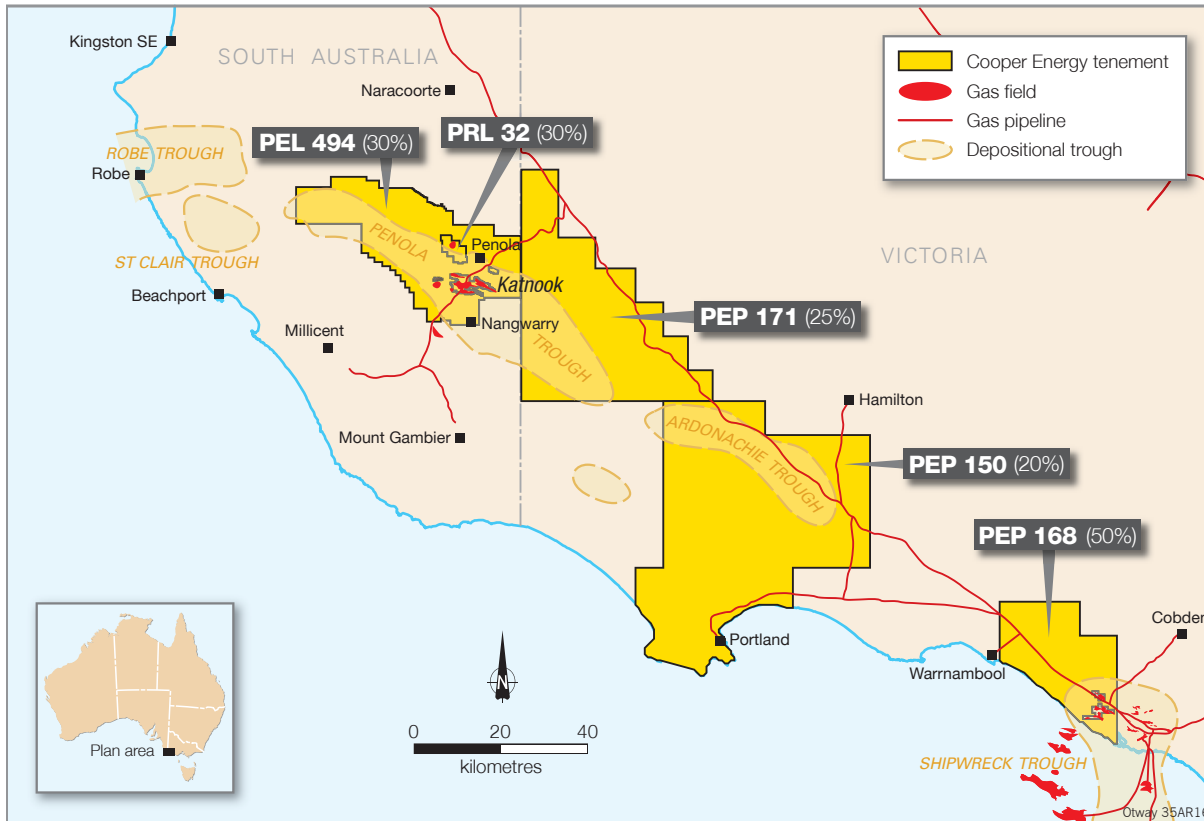 Kingston SE
SOUTH AUSTRALIA
Naracoorte
Cooper Energy tenement
Gas field
Gas pipeline
Depositional trough
PEL 494 (30%)
PRL 32 (30%)
ROBE TROUGH
Robe
PENOLA
Penola
ST CLAIR TROUGH
VICTORIA
Beachport
Katnook
Millicent
Nangwarry
PEP 171 (25%)
TROUGH
Hamilton
Mount Gambier
ARDONACHIE TROUGH
PEP 150 (20%)
PEP 168 (50%)
Cobden
Portland
Warrnambool
N
Plan area
0 20 40
kilometres
SHIPWRECK TROUGH
Otway 35AR16